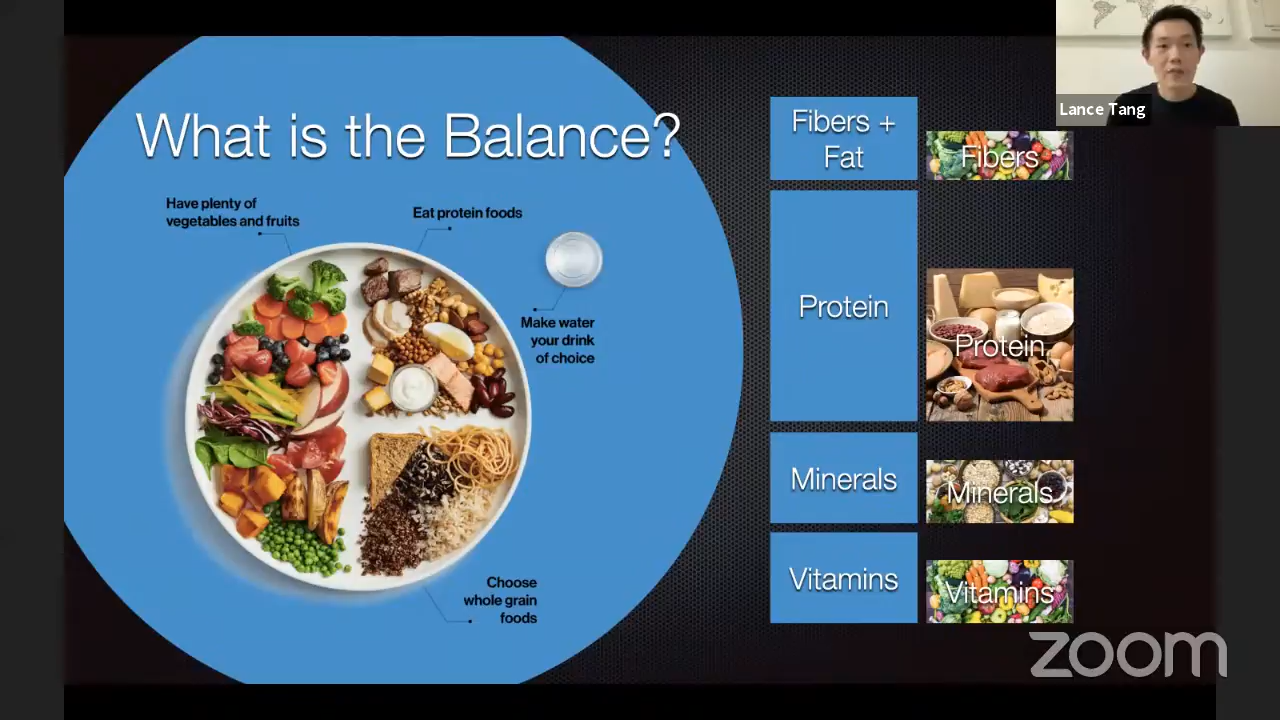 What is the Balance?
Have plenty of
vegetables and fruits
Eat protein foods
Make water
your drink
of choice
Choose
whole grain
foods
Fibers +
Fat
Fibers
Protein
Protein
Minerals
Minerals
Vitamins
Vitamins
Lance Tang
zoom